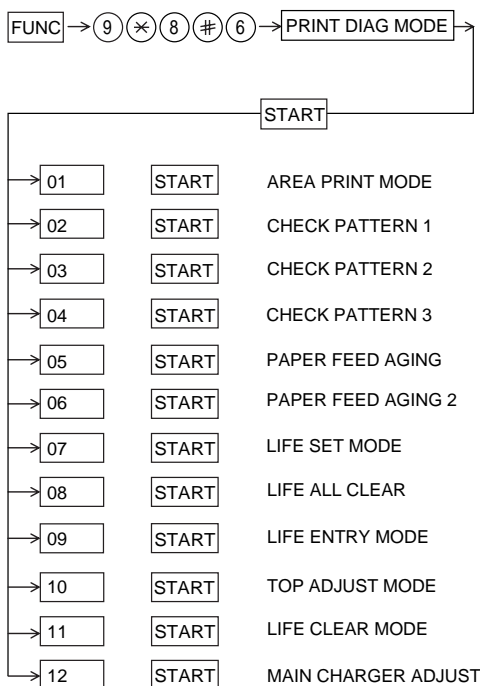 FUNC 9 * 8 # 6 PRINT DIAG MODE
START
01 START AREA PRINT MODE
02 START CHECK PATTERN 1
03 START CHECK PATTERN 2
04 START CHECK PATTERN 3
05 START PAPER FEED AGING
06 START PAPER FEED AGING 2
07 START LIFE SET MODE
08 START LIFE ALL CLEAR
09 START LIFE ENTRY MODE
10 START TOP ADJUST MODE
11 START LIFE CLEAR MODE
12 START MAIN CHARGER ADJUST